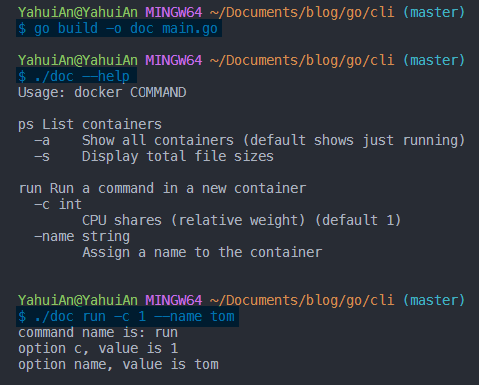 YahuiAn@YahuiAn MINGW64 ~/Documents/blog/go/cli (master)
$ go build -o doc main.go
YahuiAn@YahuiAn MINGW64 ~/Documents/blog/go/cli (master)
$ ./doc --help
Usage: docker COMMAND
ps List containers
-a    Show all containers (default shows just running)
-s    Display total file sizes
run Run a command in a new container
-c int
CPU shares (relative weight) (default 1)
-name string
Assign a name to the container
YahuiAn@YahuiAn MINGW64 ~/Documents/blog/go/cli (master)
$ ./doc run -c 1 --name tom
command name is: run
option c, value is 1
option name, value is tom